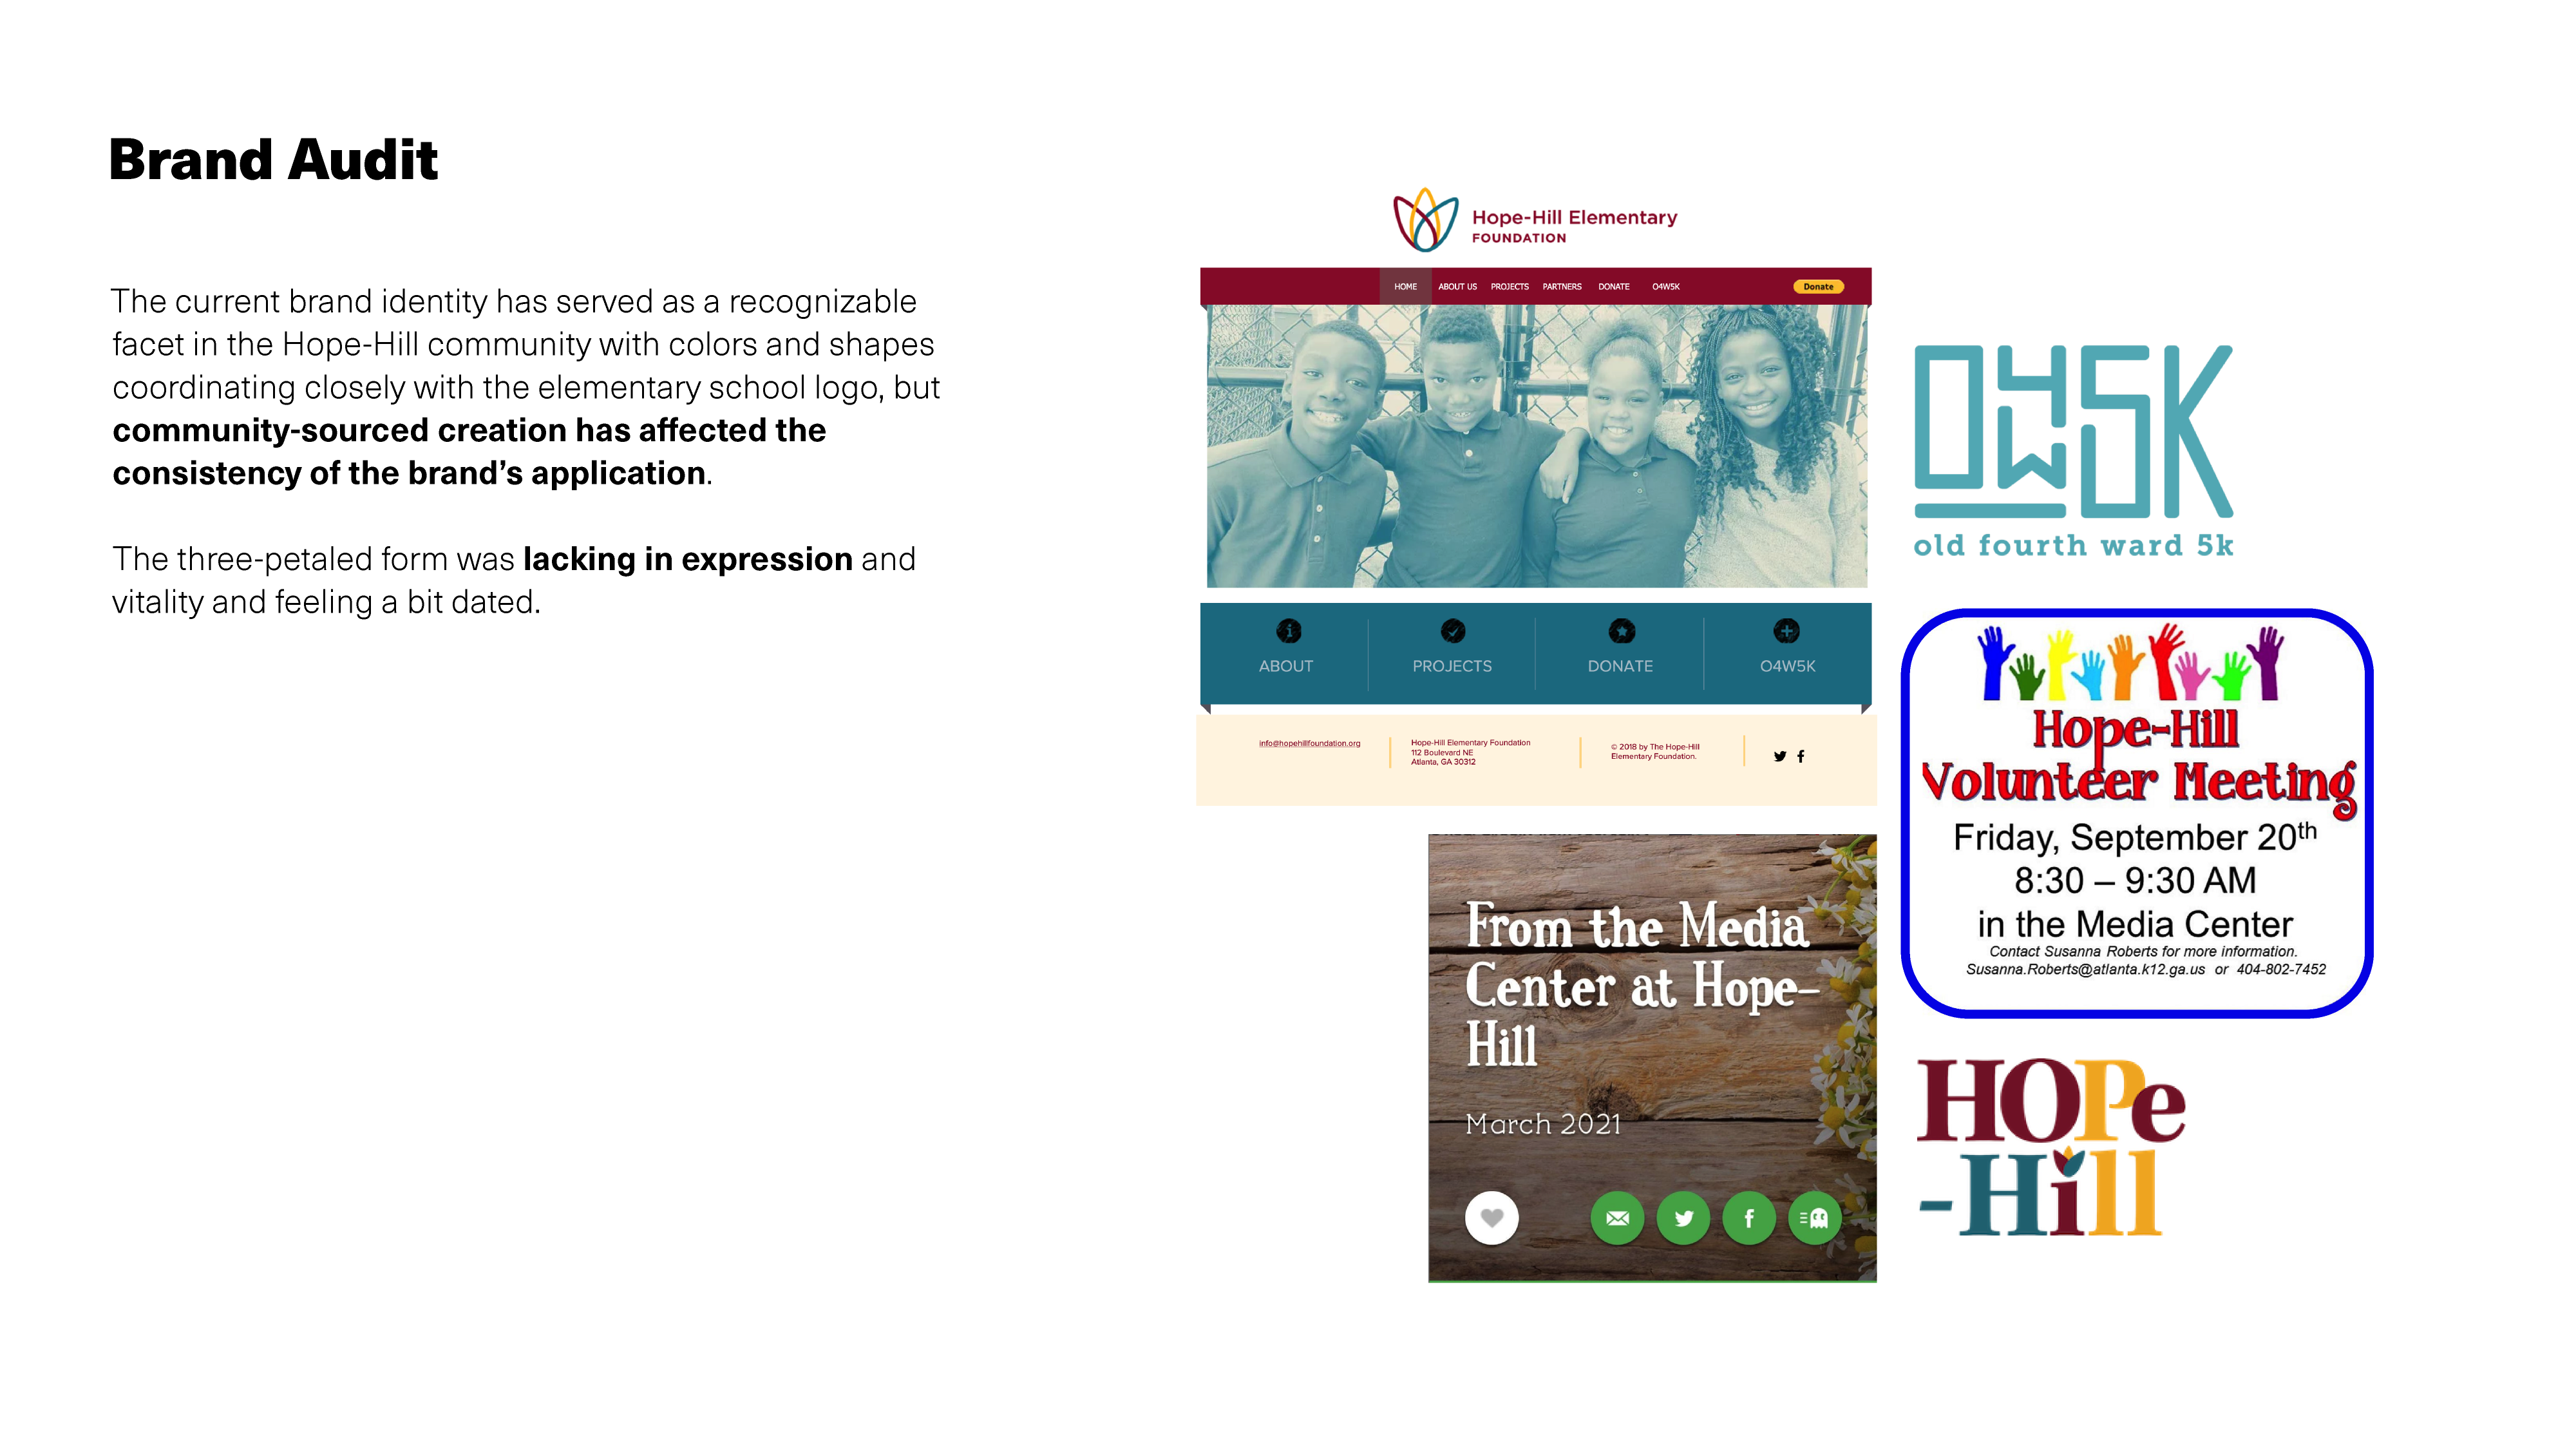 Brand Audit
The current brand identity has served as a recognizable
facet in the Hope-Hill community with colors and shapes
coordinating closely with the elementary school logo, but
community-sourced creation has affected the
consistency of the brand’s application.
The three-petaled form was lacking in expression and
vitality and feeling a bit dated.
Hope-Hill Elementary
FOUNDATION
HOME ABOUT US PROJECTS PARTNERS DONATE O4W5K Donate
ABOUT PROJECTS DONATE O4W5K
info@hopehillfoundation.org
Hope-Hill Elementary Foundation
112 Boulevard NE
Atlanta, GA 30312
© 2018 by The Hope-Hill
Elementary Foundation.
O4W5K
old fourth ward 5k
Hope-Hill
Volunteer Meeting
Friday, September 20th
8:30 – 9:30 AM
in the Media Center
Contact Susanna Roberts for more information.
Susanna.Roberts@atlanta.k12.ga.us or 404-802-7452
From the Media
Center at Hope-
Hill
March 2021
HOPe
-Hill